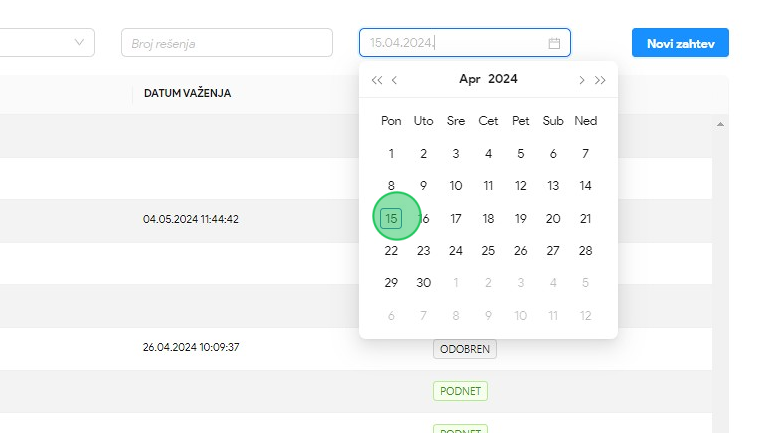 Broj rešenja
15.04.2024.
Novi zahtev
Apr 2024
DATUM VAŽENJA
Pon Uto Sre Čet Pet Sub Ned
1 2 3 4 5 6 7
8 9 10 11 12 13 14
04.05.2024 11:44:42
15 16 17 18 19 20 21
22 23 24 25 26 27 28
29 30 1 2 3 4 5
6 7 8 9 10 11 12
26.04.2024 10:09:37
ODOBREN
PODNET
PODNET